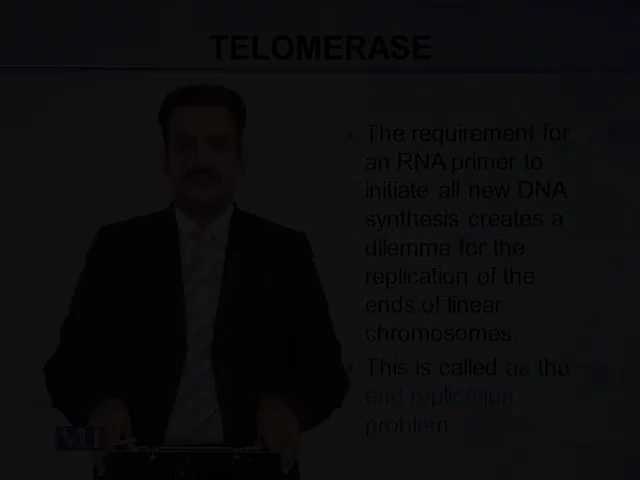 TELOMERASE
• The requirement for
an RNA primer to
initiate all new DNA
synthesis creates a
dilemma for the
replication of the
ends of linear
chromosomes.
• This is called as the
end replication
problem
VU